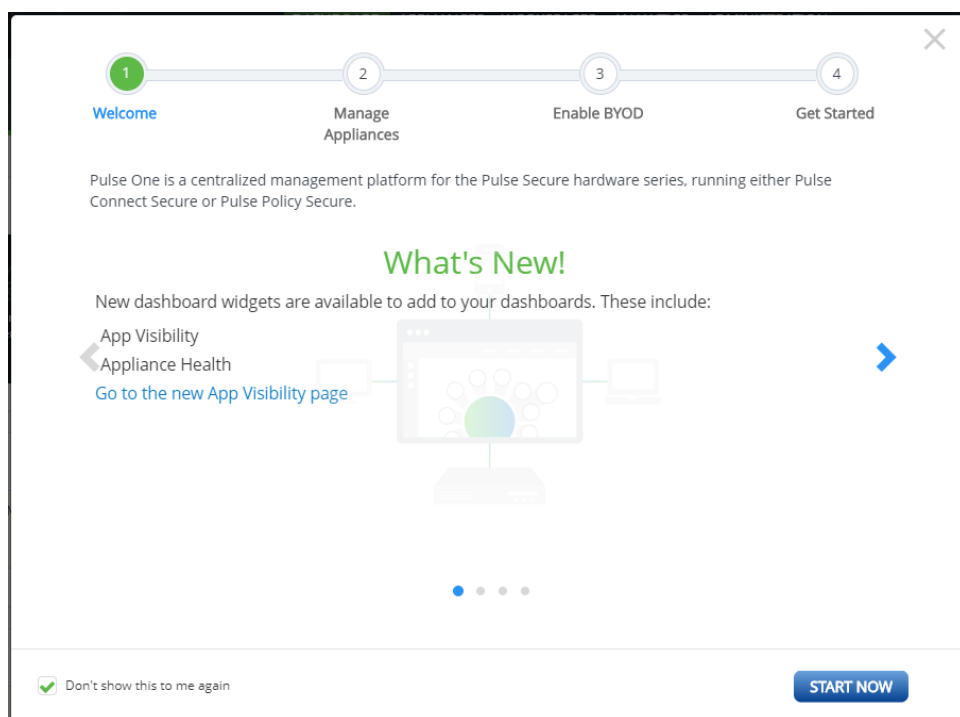 1
2
3
4
Welcome
Manage
Appliances
Enable BYOD
Get Started
Pulse One is a centralized management platform for the Pulse Secure hardware series, running either Pulse
Connect Secure or Pulse Policy Secure.
What's New!
New dashboard widgets are available to add to your dashboards. These include:
App Visibility
Appliance Health
Go to the new App Visibility page
Don't show this to me again
START NOW